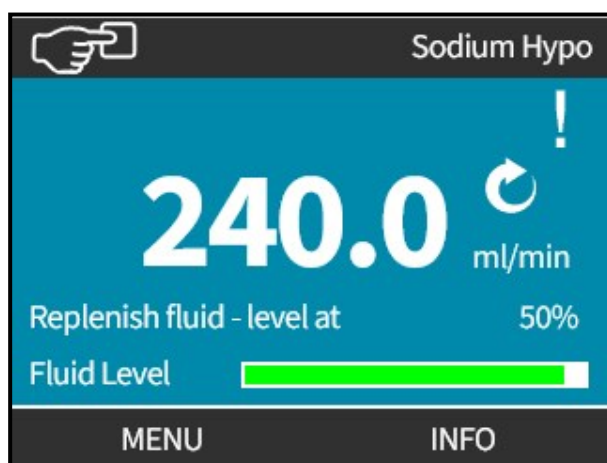 Sodium Hypo
!
240.0
ml/min
Replenish fluid - level at 50%
Fluid Level
MENU INFO